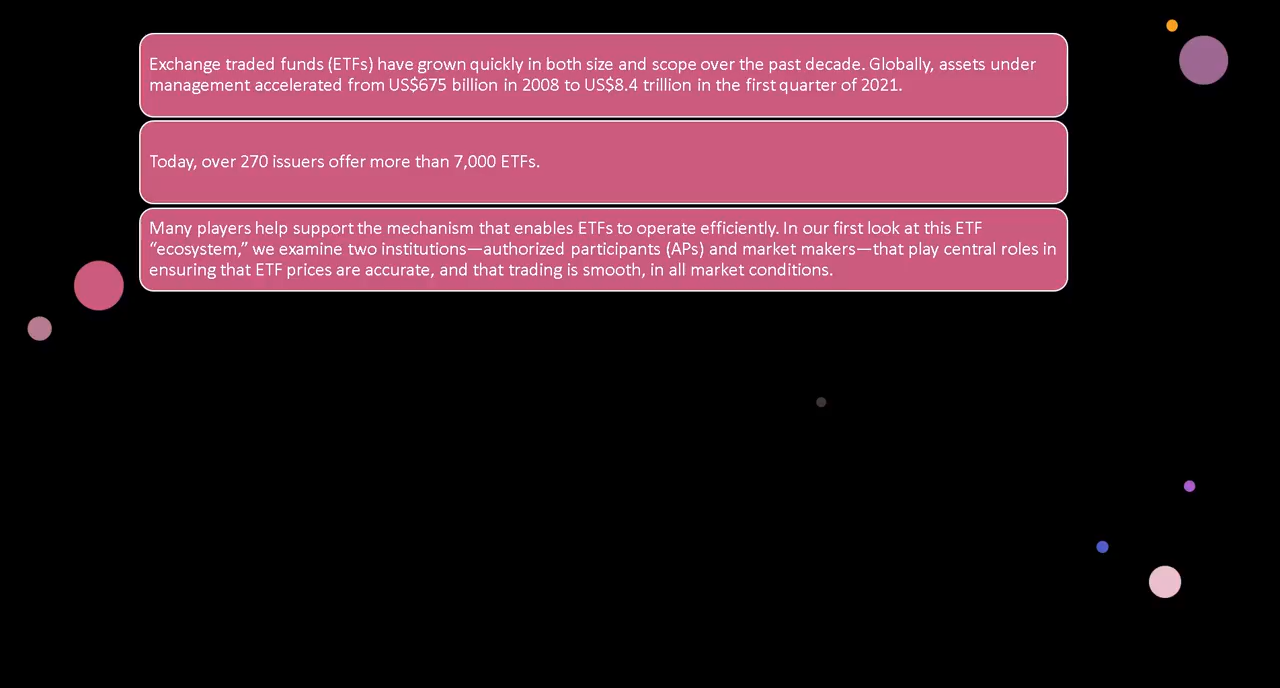 Exchange traded funds (ETFs) have grown quickly in both size and scope over the past decade. Globally, assets under
management accelerated from US$675 billion in 2008 to US$8.4 trillion in the first quarter of 2021.
Today, over 270 issuers offer more than 7,000 ETFs.
Many players help support the mechanism that enables ETFs to operate efficiently. In our first look at this ETF
“ecosystem,” we examine two institutions—authorized participants (APs) and market makers—that play central roles in
ensuring that ETF prices are accurate, and that trading is smooth, in all market conditions.